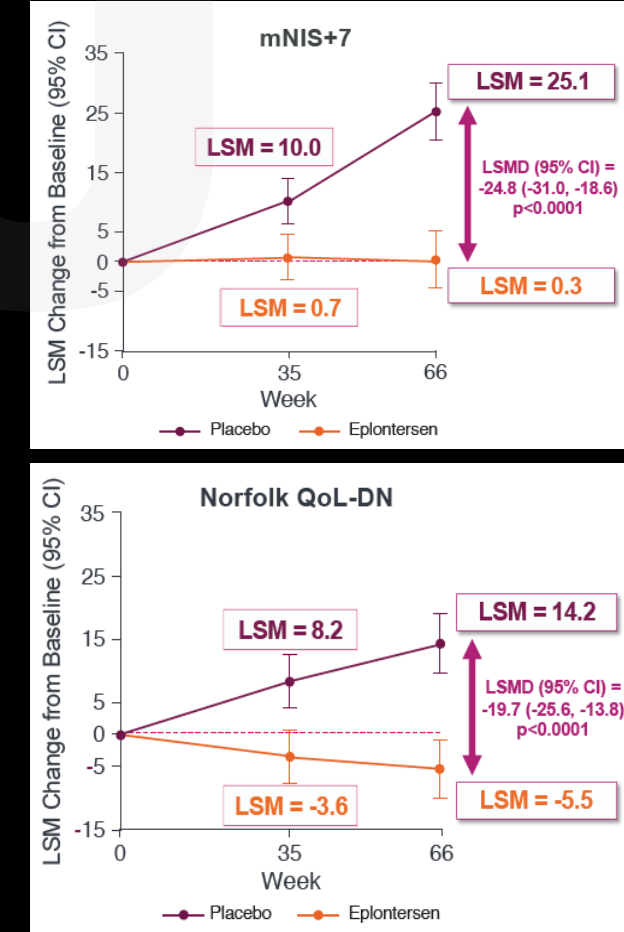 mNIS+7
LSM Change from Baseline (95% CI)
35
25
15
5
0
-5
-15
LSM = 10.0
LSM = 0.7
LSM = 25.1
LSMD (95% CI) =
-24.8 (-31.0, -18.6)
p<0.0001
LSM = 0.3
0
35
66
Week
Placebo
Eplontersen
Norfolk QoL-DN
LSM Change from Baseline (95% CI)
35
25
15
5
0
-5
-15
LSM = 8.2
LSM = -3.6
LSM = 14.2
LSMD (95% CI) =
-19.7 (-25.6, -13.8)
p<0.0001
LSM = -5.5
0
35
66
Week
Placebo
Eplontersen